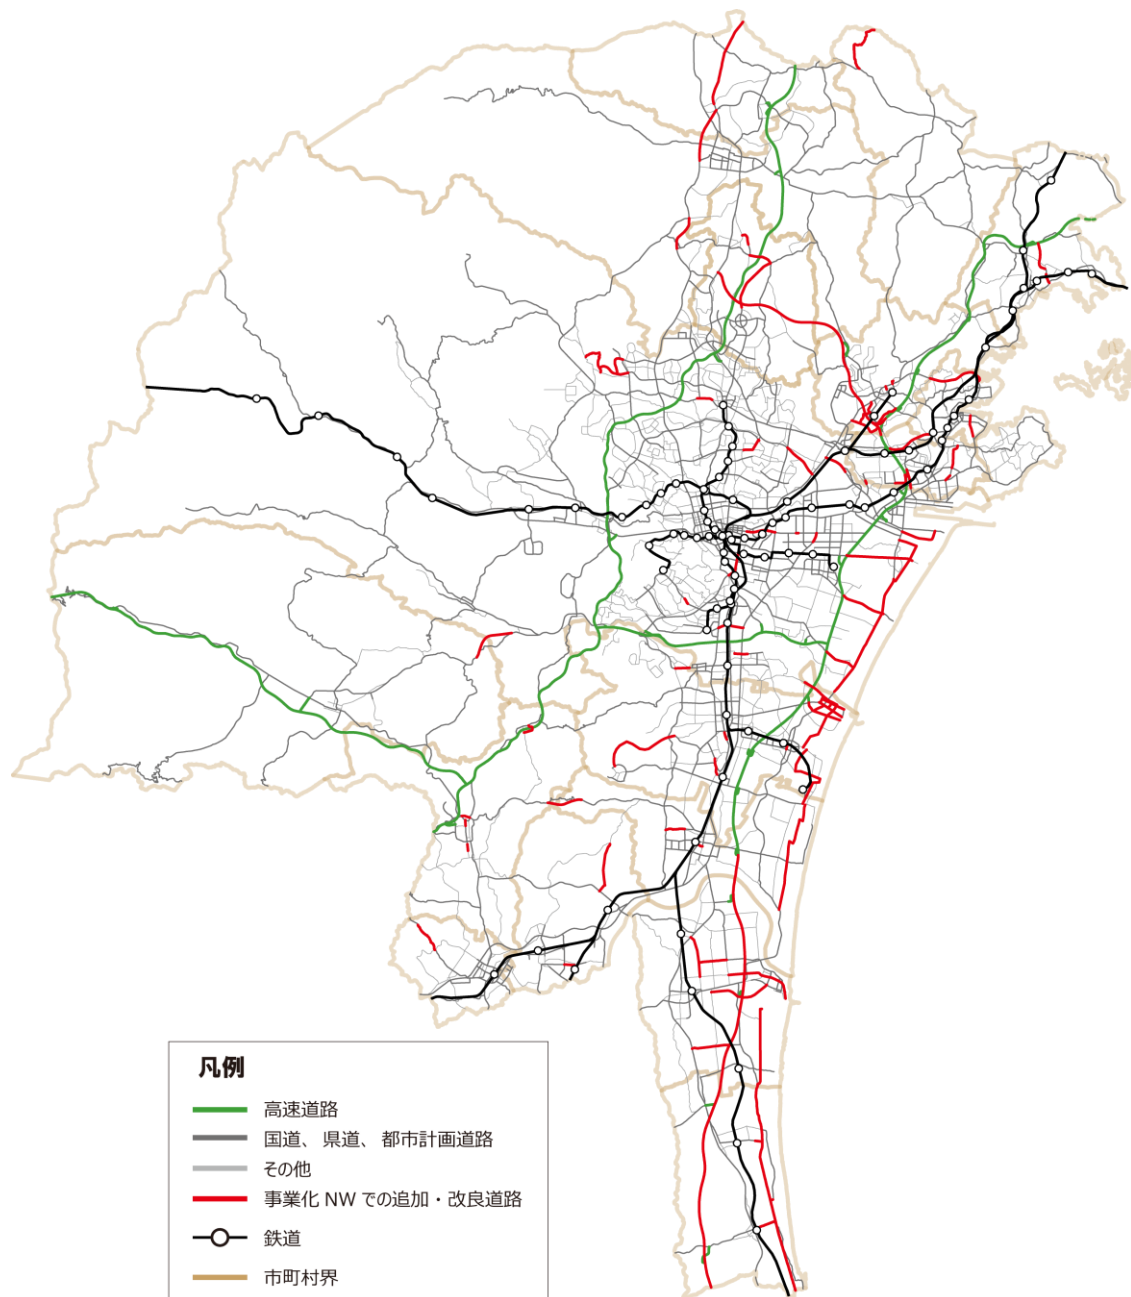 凡例
高速道路
国道、県道、都市計画道路
その他
事業化 NW での追加・改良道路
鉄道
市町村界